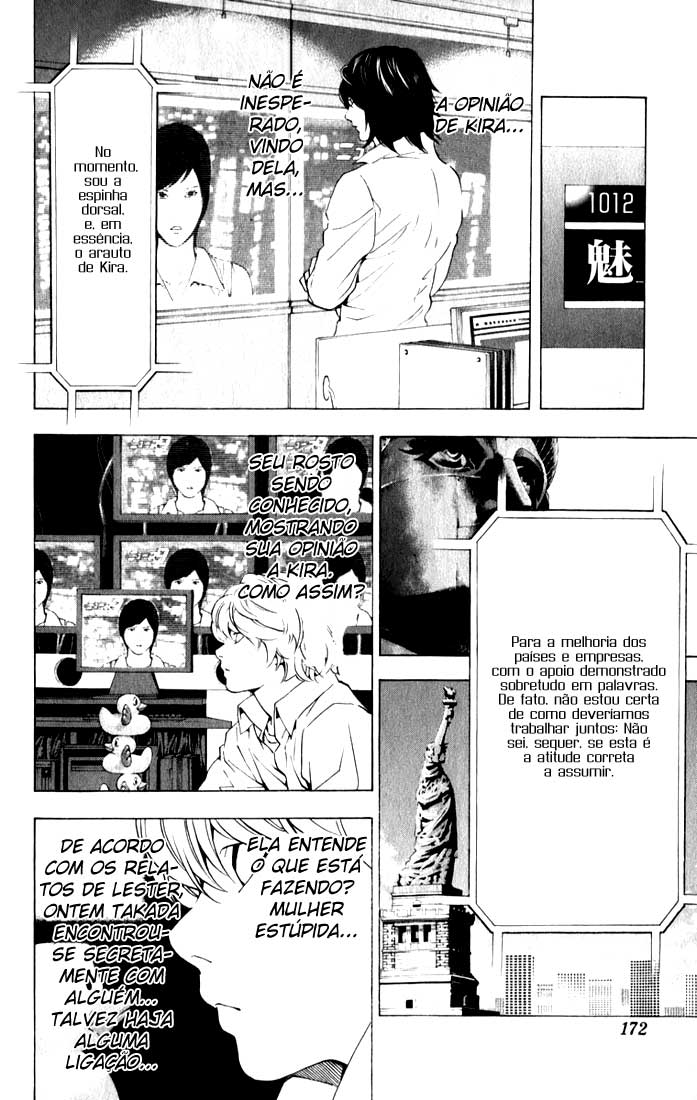 1012
魅
A OPINIÃO
DE KIRA...
NÃO É
INESPE-
RADO,
VINDO
DELA,
MAS...
No
momento,
sou a
espinha
dorsal,
e, em
essência,
o arauto
de Kira.
Para a melhoria dos
países e empresas,
com o apoio demonstrado
sobretudo em palavras.
De fato, não estou certa
de como deveríamos
trabalhar juntos: Não
sei, sequer, se esta é
a atitude correta
a assumir.
SEU ROSTO
SENDO
CONHECIDO,
MOSTRANDO
SUA OPINIÃO
A KIRA.
COMO ASSIM?
ELA ENTENDE
O QUE ESTÁ
FAZENDO?
MULHER
ESTÚPIDA...
DE ACORDO
COM OS RELA-
TOS DE LESTER,
ONTEM TAKADA
ENCONTROU-
SE SECRETA-
MENTE COM
ALGUÉM...
TALVEZ HAJA
ALGUMA
LIGAÇÃO...
172